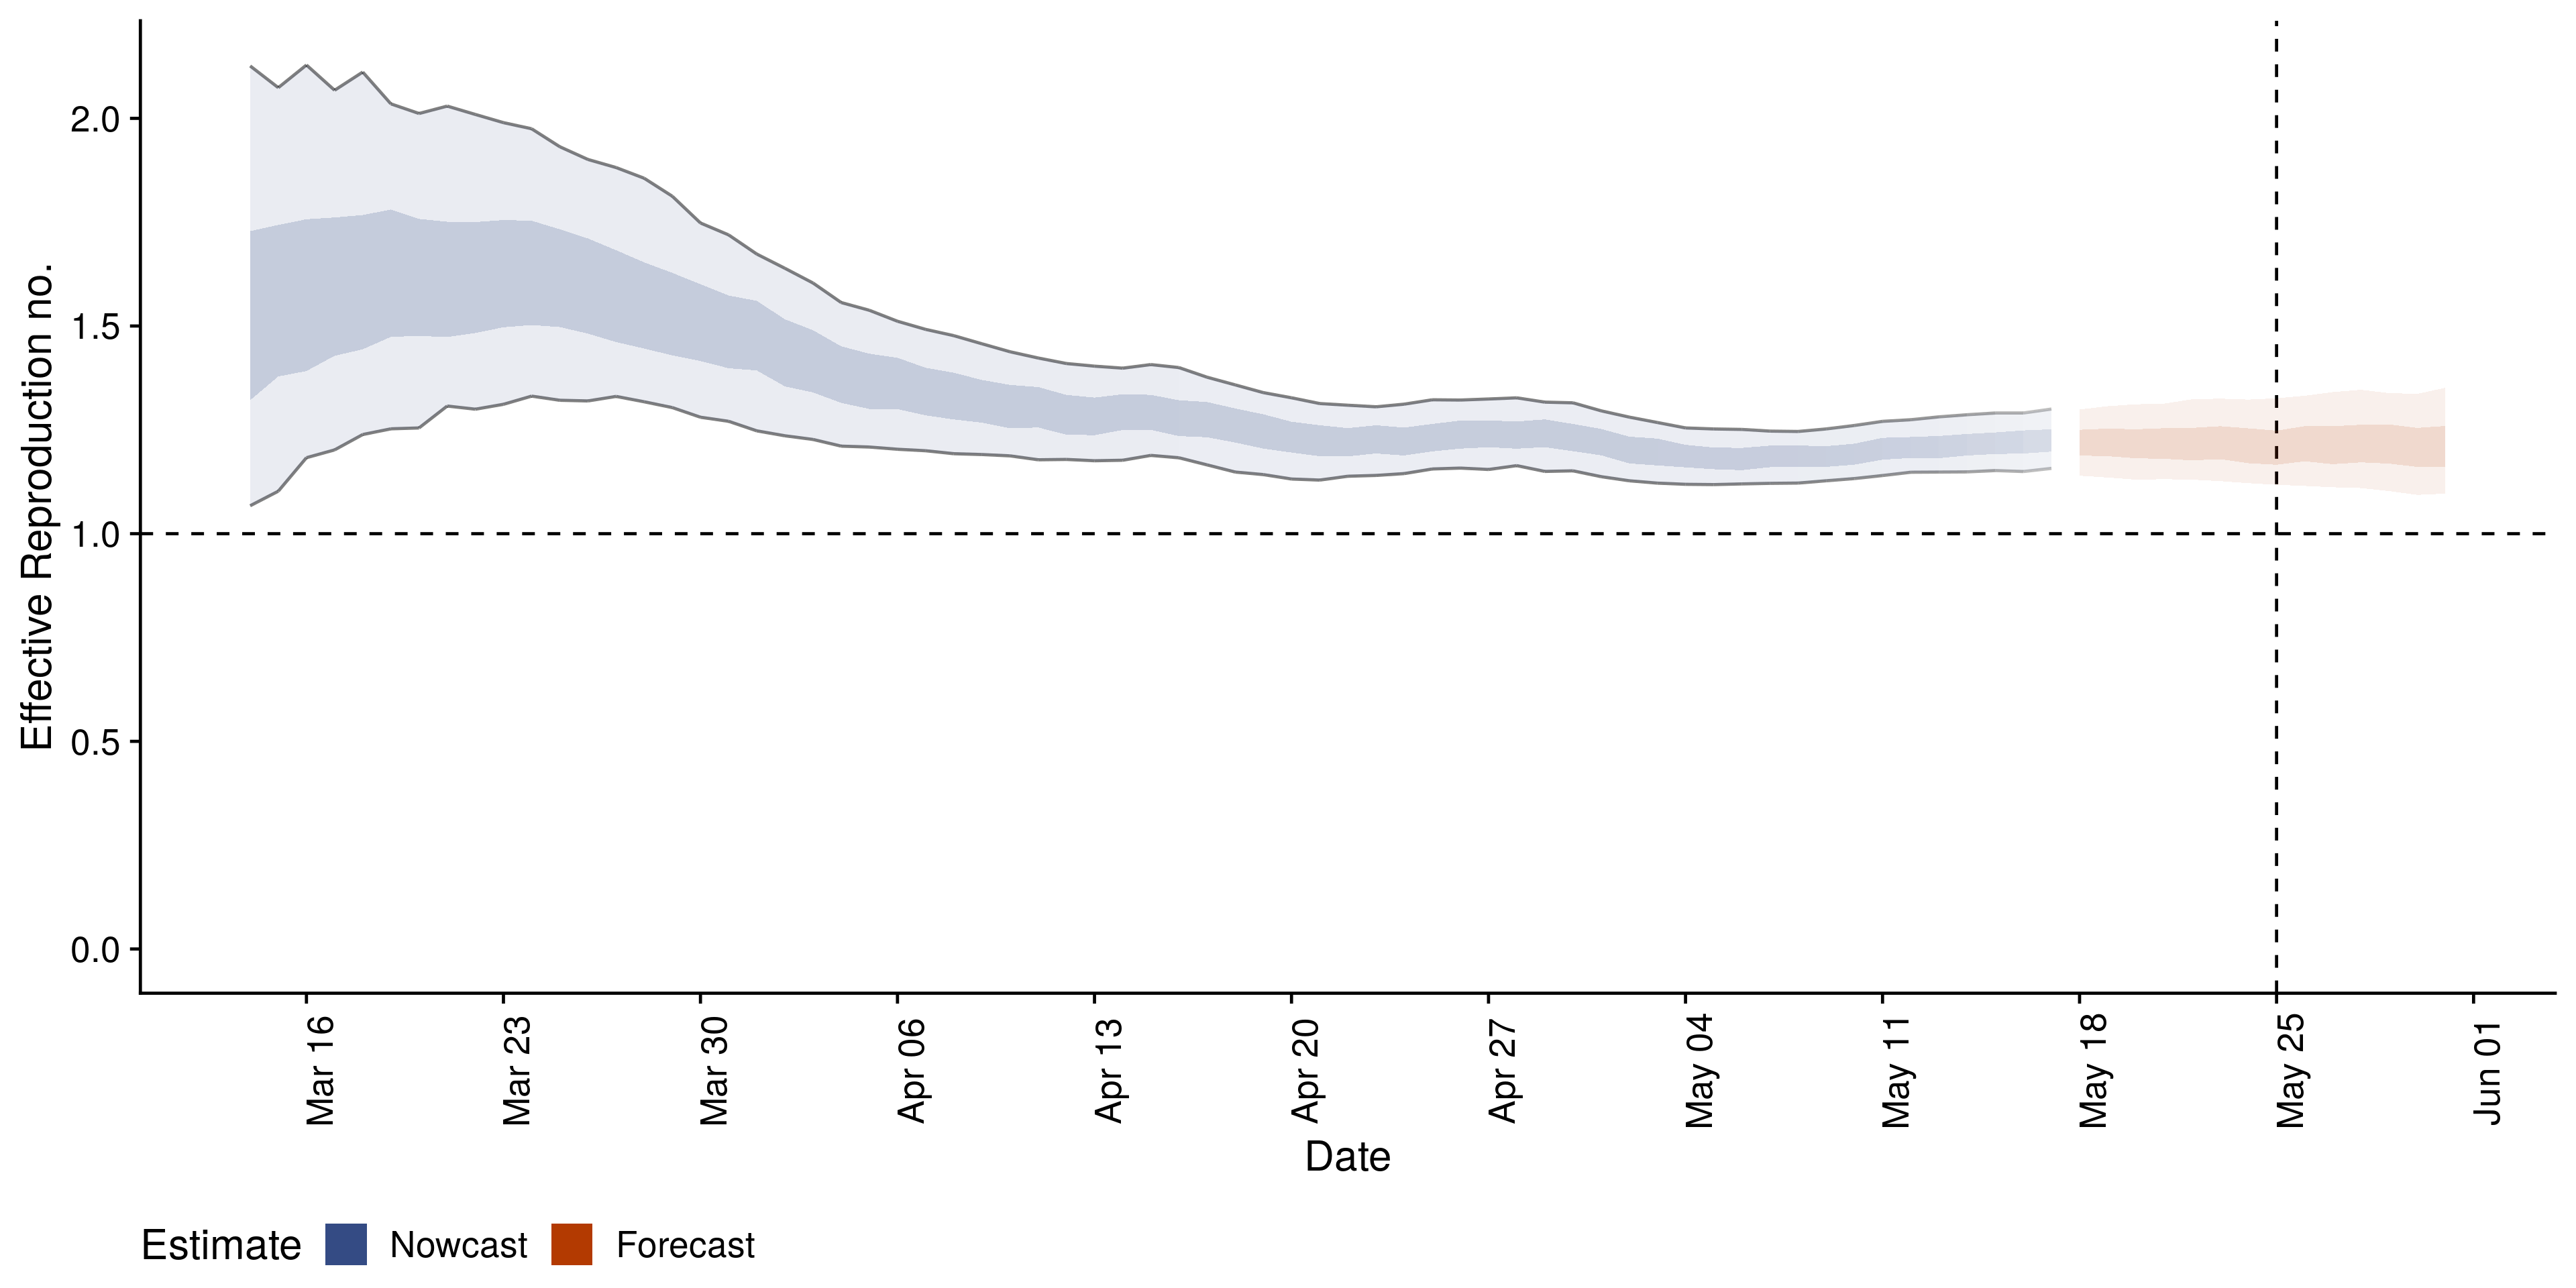 Effective Reproduction no.
2.0
1.5
1.0
0.5
0.0
Mar 16
Mar 23
Mar 30
Apr 06
Apr 13
Apr 20
Apr 27
May 04
May 11
May 18
May 25
Jun 01
Date
Estimate Nowcast Forecast